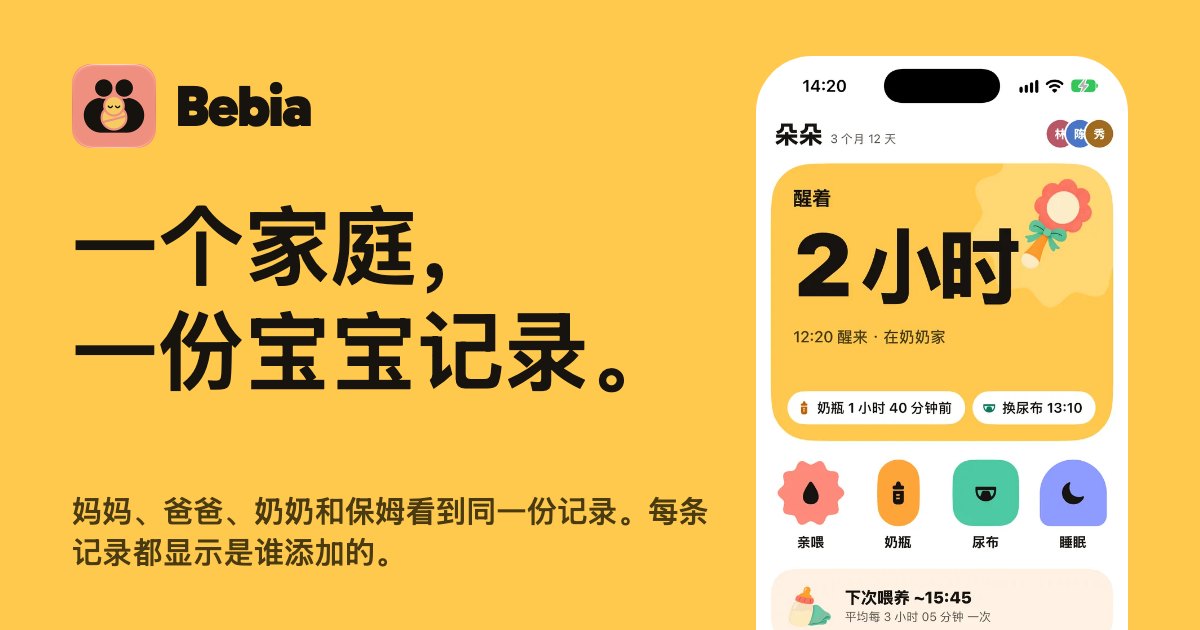 Bebia
一个家庭，
一份宝宝记录。
妈妈、爸爸、奶奶和保姆看到同一份记录。每条
记录都显示是谁添加的。
14:20
朵朵 3 个月 12 天
林 陈 秀
醒着
2 小时
12:20 醒来 · 在奶奶家
奶瓶 1 小时 40 分钟前
换尿布 13:10
亲喂 奶瓶 尿布 睡眠
下次喂养 ~15:45
平均每 3 小时 05 分钟 一次